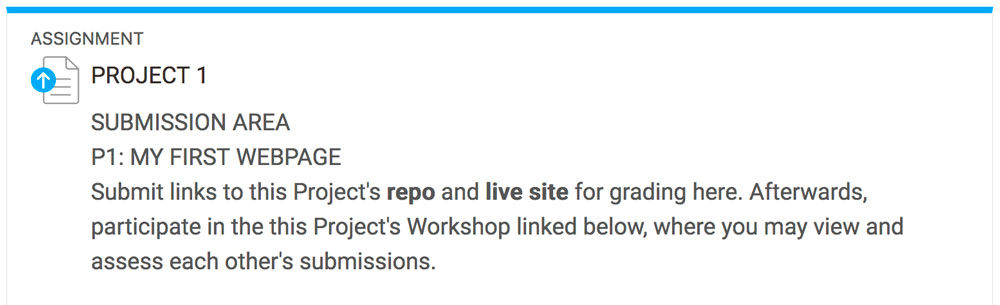 ASSIGNMENT
PROJECT 1
SUBMISSION AREA
P1: MY FIRST WEBPAGE
Submit links to this Project's repo and live site for grading here. Afterwards,
participate in the this Project's Workshop linked below, where you may view and
assess each other's submissions.